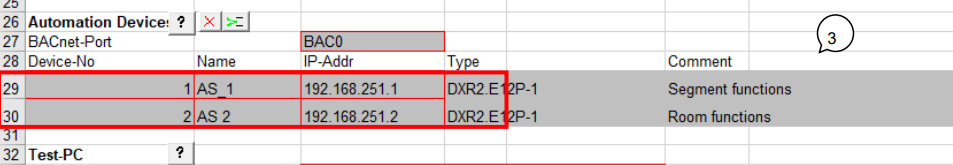 25
26 Automation Devices ?
27 BACnet-Port BAC0
3
28 Device-No Name IP-Addr Type Comment
29 1 AS_1 192.168.251.1 DXR2.E12P-1 Segment functions
30 2 AS 2 192.168.251.2 DXR2.E12P-1 Room functions
31
32 Test-PC ?